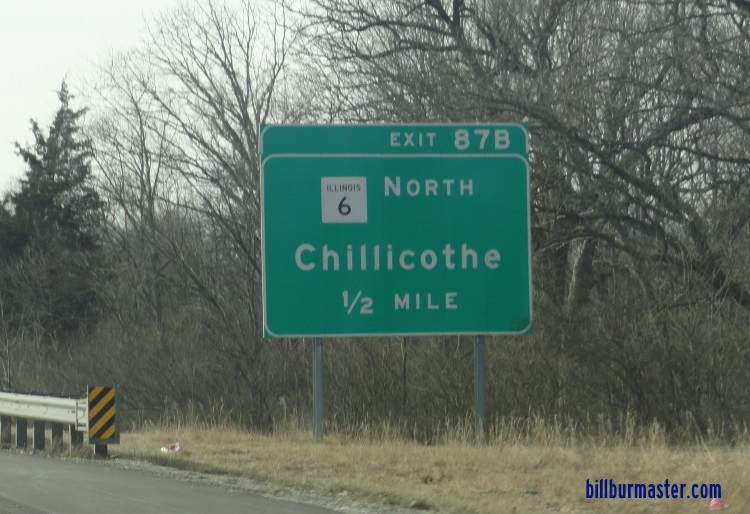 EXIT 87B
ILLINOIS
6
NORTH
Chillicothe
1/2 MILE
billburmaster.com